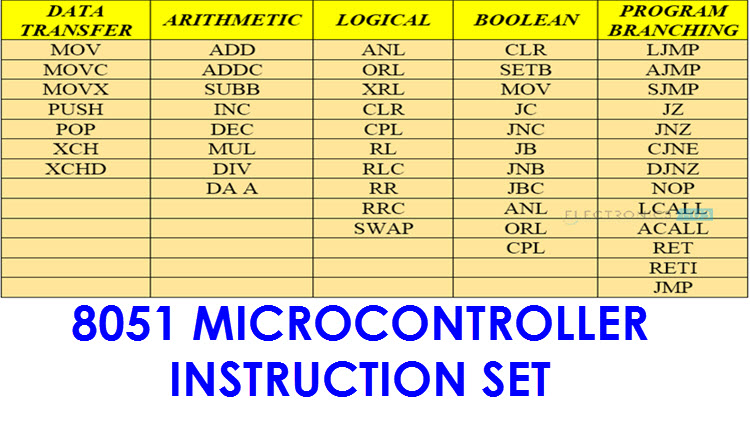 DATA TRANSFER ARITHMETIC LOGICAL BOOLEAN PROGRAM BRANCHING
MOV ADD ANL CLR LJMP
MOVC ADDC ORL SETB AJMP
MOVX SUBB XRL MOV SJMP
PUSH INC CLR JC JZ
POP DEC CPL JNC JNZ
XCH MUL RL JB CJNE
XCHD DIV RLC JNB DJNZ
DA A RR JBC NOP
RRC ANL LCALL
SWAP ORL ACALL
CPL RET
RETI
JMP
8051 MICROCONTROLLER
INSTRUCTION SET